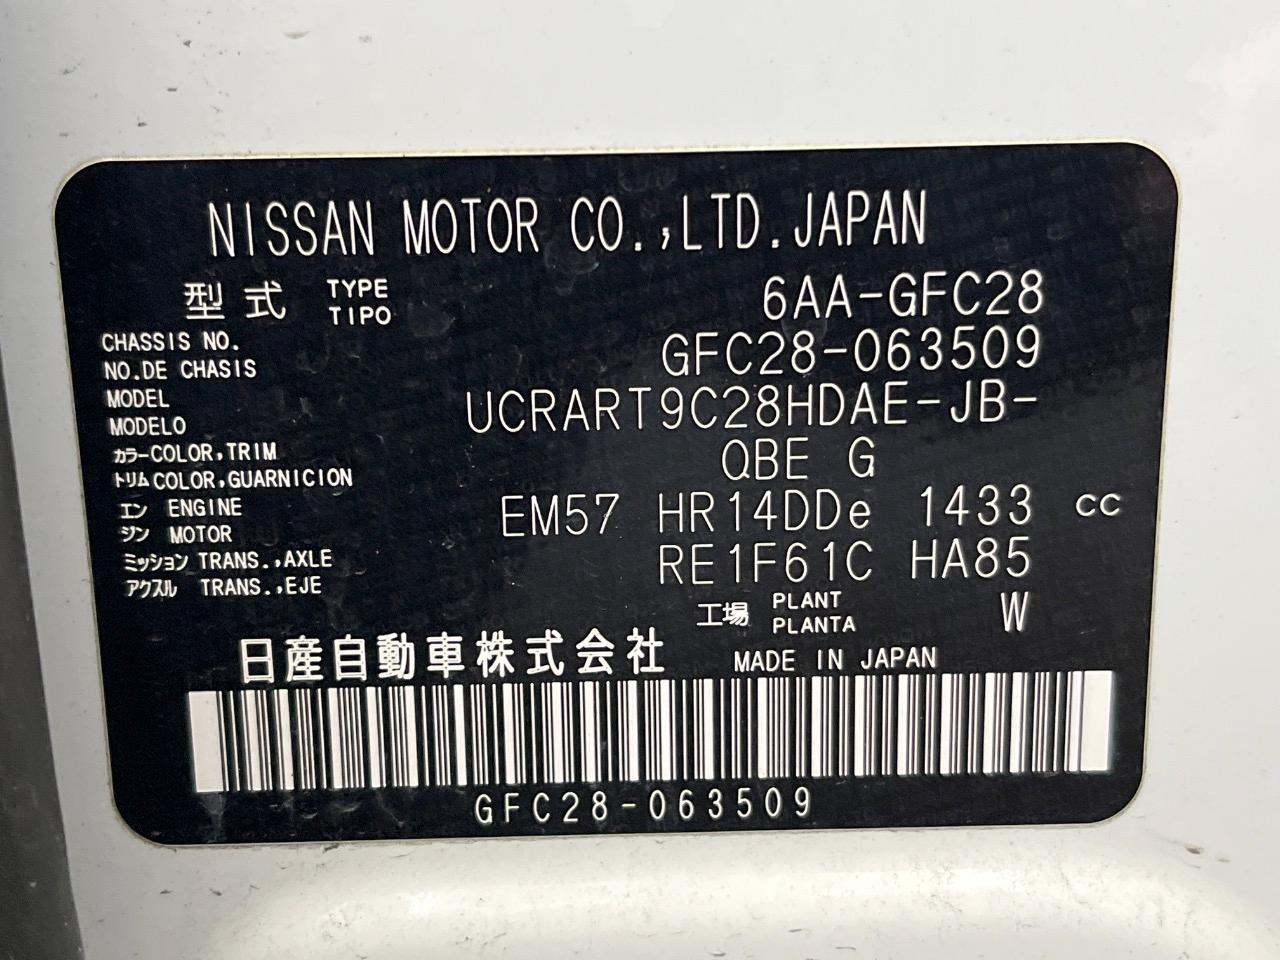 NISSAN MOTOR CO.,LTD.JAPAN
型式 TYPE TIPO 6AA-GFC28
CHASSIS NO. GFC28-063509
NO.DE CHASIS
MODEL UCRART9C28HDAE-JB-
MODELO
カラーCOLOR,TRIM QBE G
トリムCOLOR,GUARNICION
エン ENGINE EM57 HR14DDe 1433 cc
ジン MOTOR
ミッション TRANS.,AXLE RE1F61C HA85
アクスル TRANS.,EJE
工場 PLANT PLANTA W
日産自動車株式会社 MADE IN JAPAN
GFC28-063509